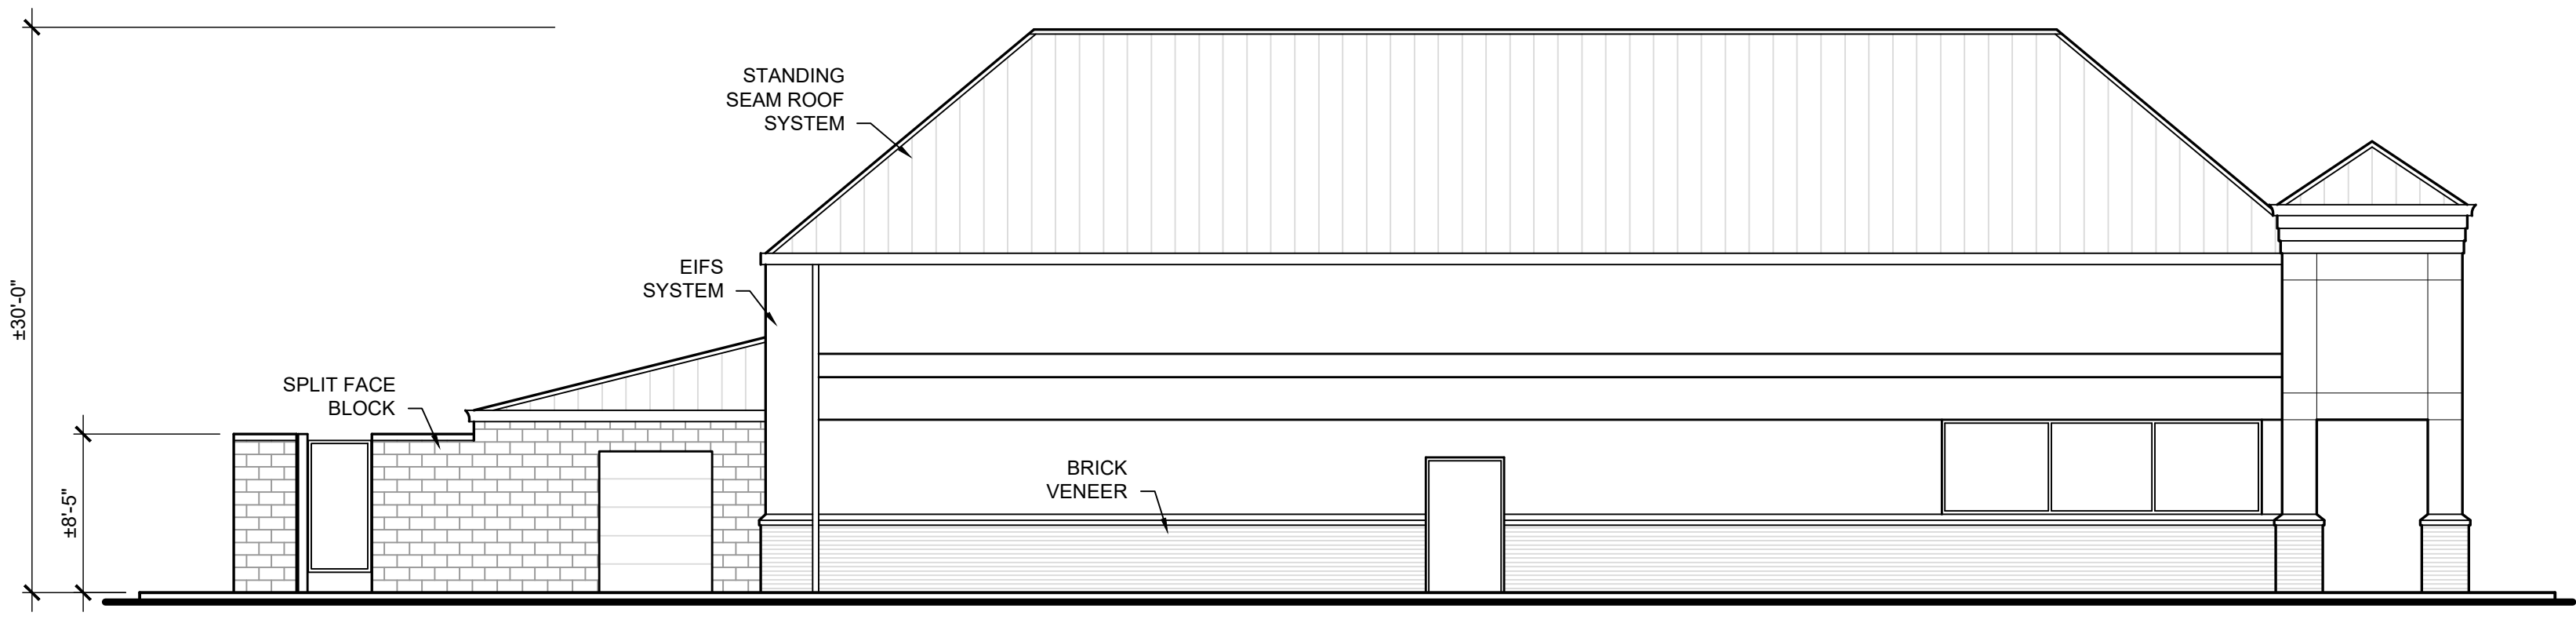 STANDING
SEAM ROOF
SYSTEM
EIFS
SYSTEM
±30'-0"
SPLIT FACE
BLOCK
BRICK
VENEER
±8'-5"